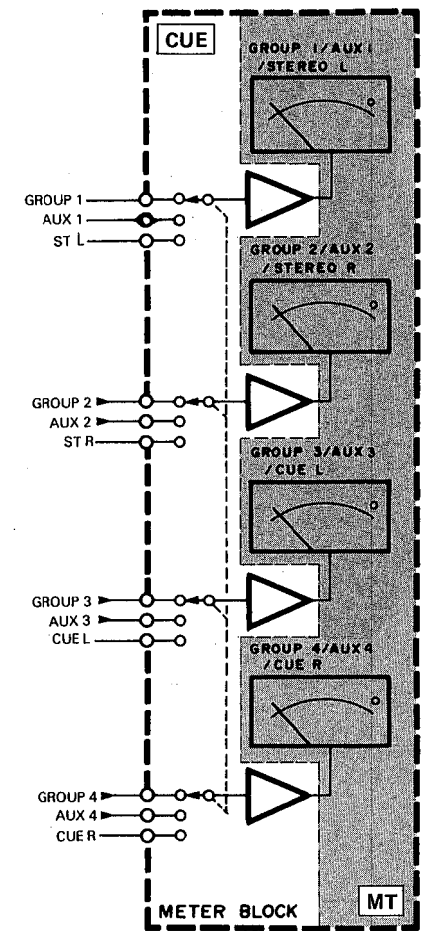 CUE
GROUP 1/AUX 1
/STEREO L
GROUP 1
AUX 1
ST L
GROUP 2/AUX 2
/STEREO R
GROUP 2
AUX 2
ST R
GROUP 3/AUX 3
/CUE L
GROUP 3
AUX 3
CUE L
GROUP 4/AUX 4
/CUE R
GROUP 4
AUX 4
CUE R
MT
METER BLOCK